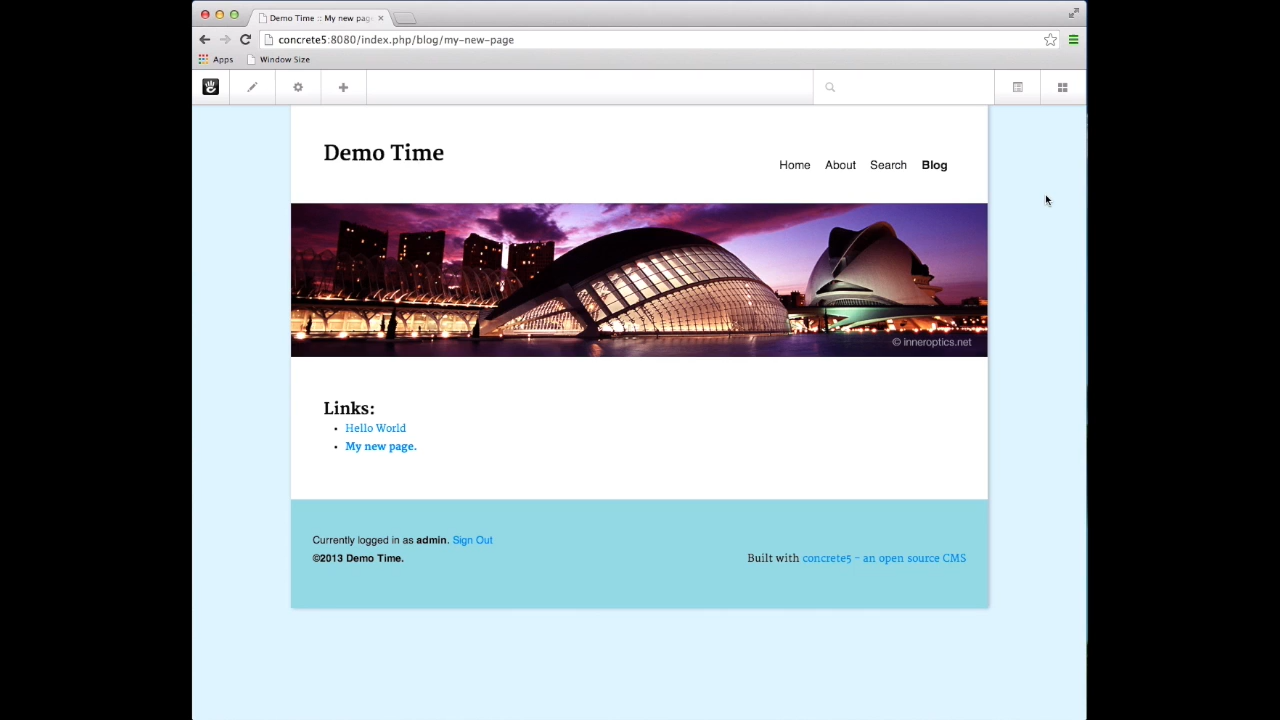 Demo Time :: My new pag
concrete5:8080/index.php/blog/my-new-page
Apps Window Size
Demo Time
Home About Search Blog
© inneroptics.net
Links:
• Hello World
• My new page.
Currently logged in as admin. Sign Out
©2013 Demo Time.
Built with concrete5 - an open source CMS